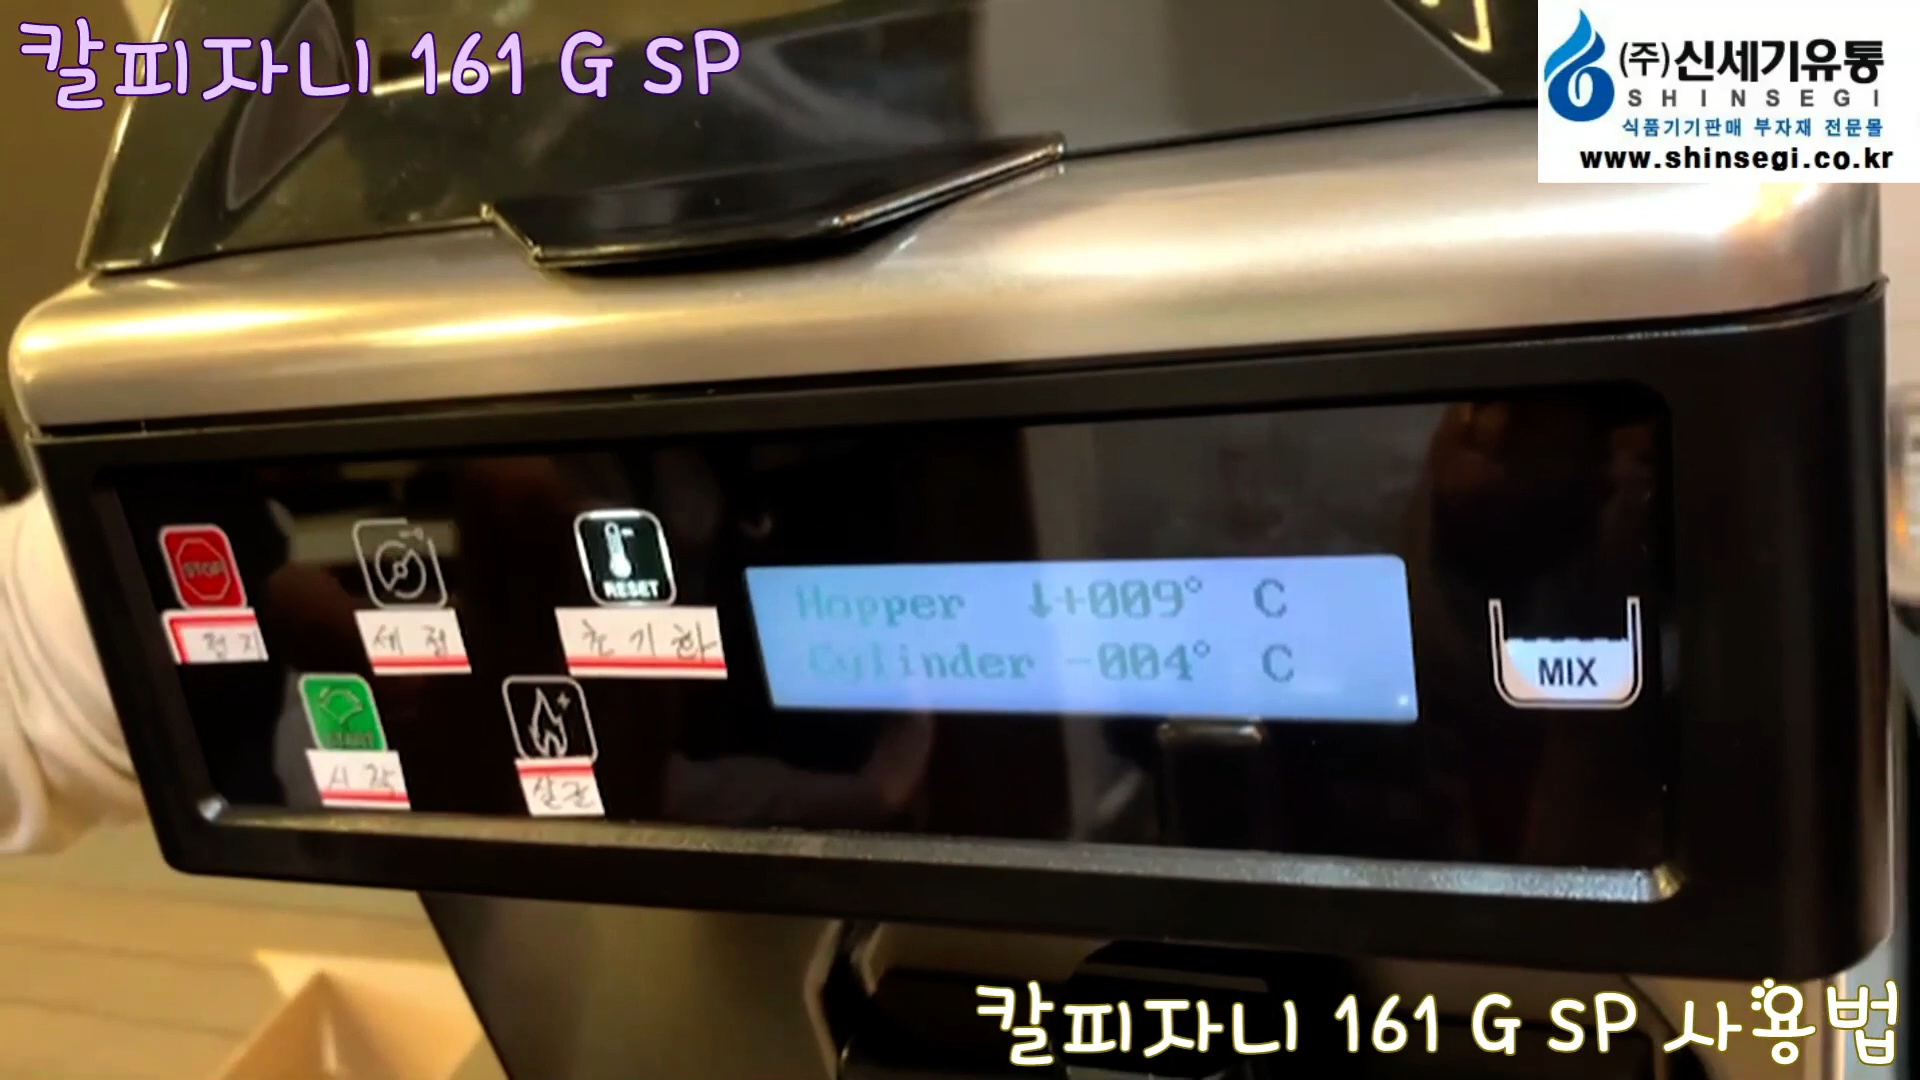 칼피자니 161 G SP
(주)신세기유통
SHINSEGI
식품기기판매 부자재 전문몰
www.shinsegi.co.kr
STOP
정지
세척
RESET
초기화
START
시작
살균
Hopper ↓+009° C
Cylinder -004° C
MIX
칼피자니 161 G SP 사용법